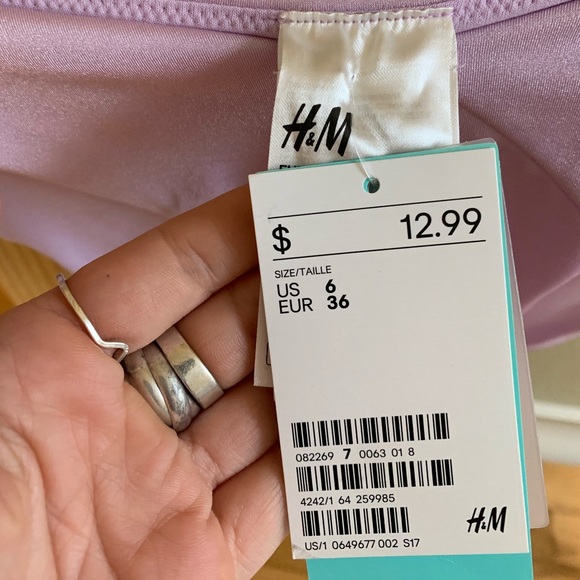 H&M
$ 12.99
SIZE/TAILLE
US 6
EUR 36
082269 7 0063 01 8
4242/1 64 259985
H&M
US/1 0649677 002 S17